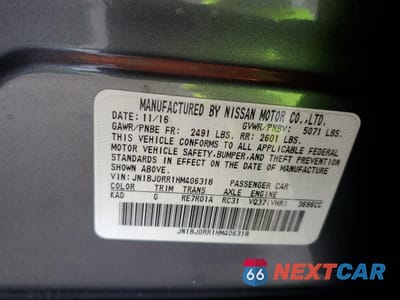 MANUFACTURED BY NISSAN MOTOR CO.,LTD.
DATE: 11/16 GVWR/PNBV: 5071 LBS.
GAWR/PNBE FR: 2491 LBS. RR: 2601 LBS.
THIS VEHICLE CONFORMS TO ALL APPLICABLE FEDERAL
MOTOR VEHICLE SAFETY, BUMPER, AND THEFT PREVENTION
STANDARDS IN EFFECT ON THE DATE OF
MANUFACTURE SHOWN ABOVE.
VIN: JN1BJ0RR1HM406318 PASSENGER CAR
COLOR TRIM TRANS AXLE ENGINE
KAD G RE7R01A RC31 VQ37(VHR) 3696CC
JN1BJ0RR1HM406318
66 NEXTCAR